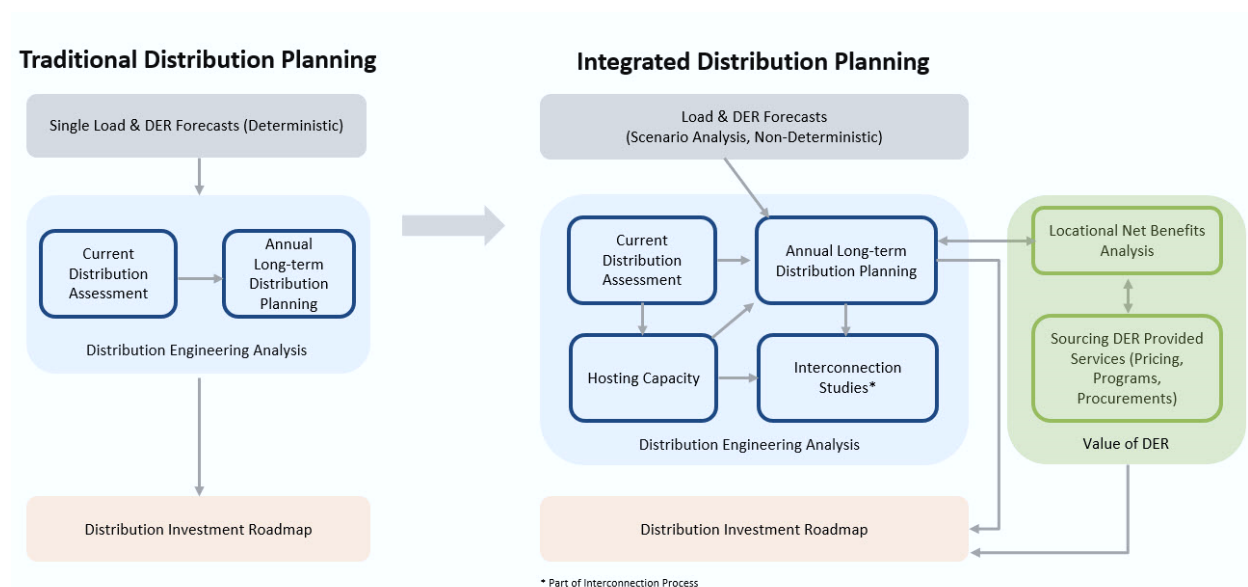 Traditional Distribution Planning
Single Load & DER Forecasts (Deterministic)
Current
Distribution
Assessment
Annual
Long-term
Distribution
Planning
Distribution Engineering Analysis
Distribution Investment Roadmap
Integrated Distribution Planning
Load & DER Forecasts
(Scenario Analysis, Non-Deterministic)
Current
Distribution
Assessment
Annual Long-term
Distribution Planning
Hosting Capacity
Interconnection
Studies*
Distribution Engineering Analysis
Locational Net Benefits
Analysis
Sourcing DER Provided
Services (Pricing,
Programs,
Procurements)
Value of DER
Distribution Investment Roadmap
* Part of Interconnection Process